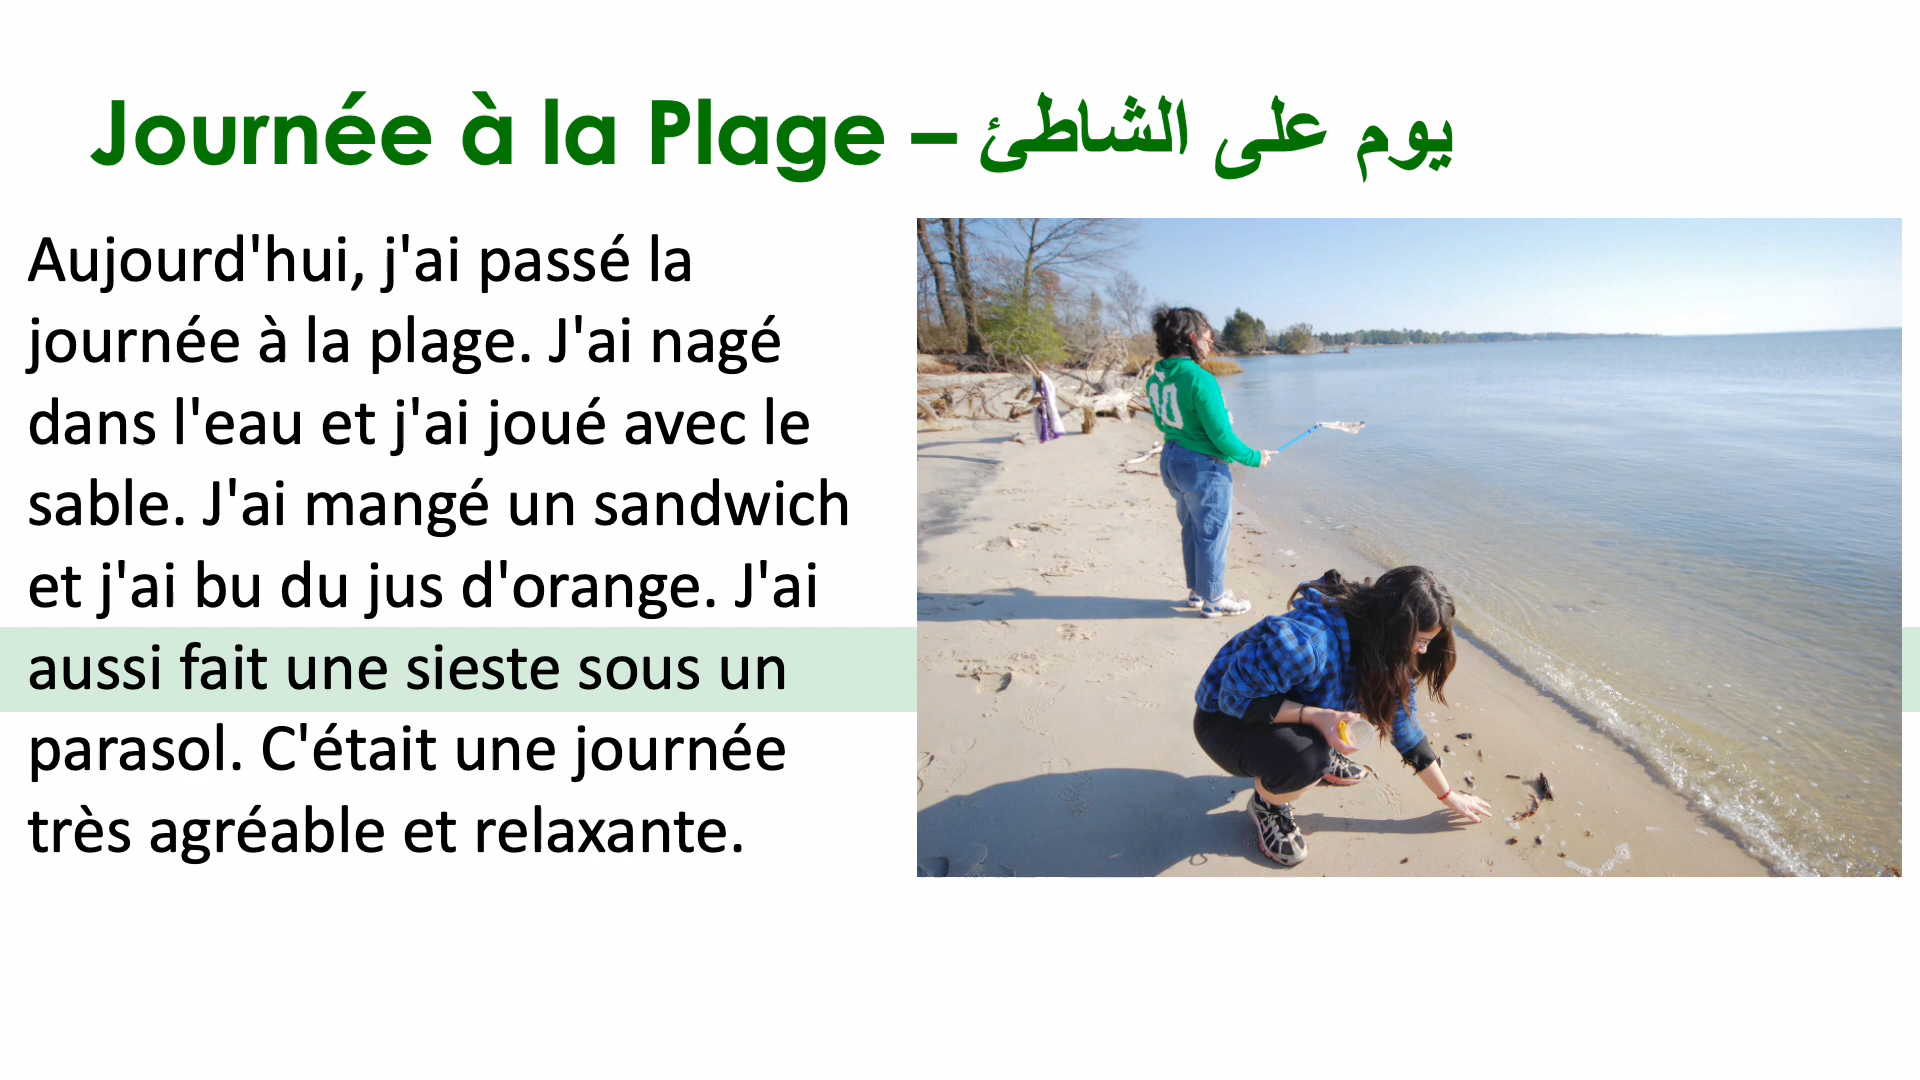 Journée à la Plage – يوم على الشاطئ
Aujourd'hui, j'ai passé la
journée à la plage. J'ai nagé
dans l'eau et j'ai joué avec le
sable. J'ai mangé un sandwich
et j'ai bu du jus d'orange. J'ai
aussi fait une sieste sous un
parasol. C'était une journée
très agréable et relaxante.